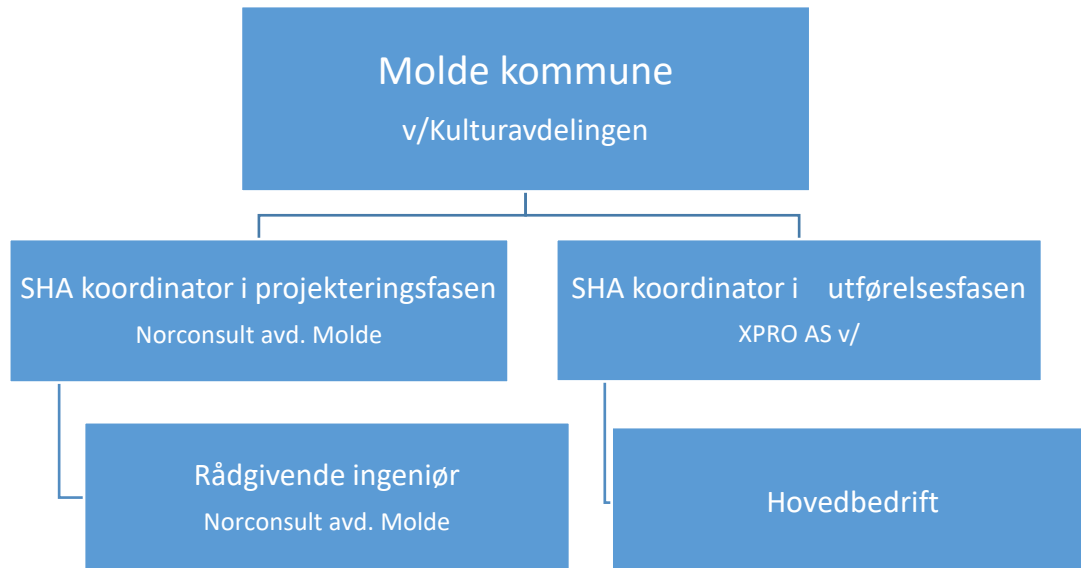 Molde kommune
v/Kulturavdelingen
SHA koordinator i projekteringsfasen
Norconsult avd. Molde
SHA koordinator i utførelsesfasen
XPRO AS v/
Rådgivende ingeniør
Norconsult avd. Molde
Hovedbedrift